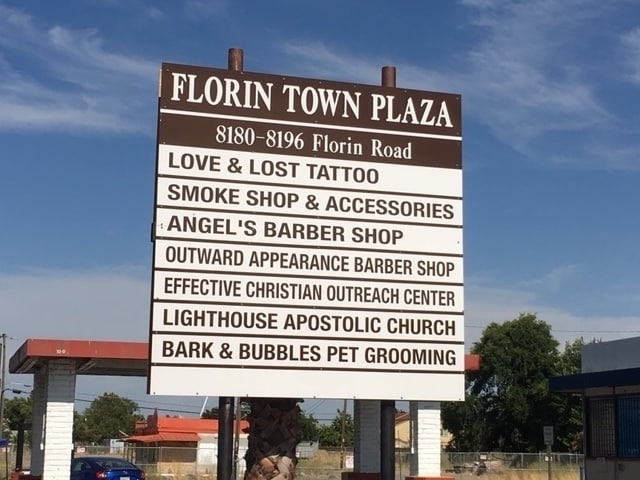 FLORIN TOWN PLAZA
8180-8196 Florin Road
LOVE & LOST TATTOO
SMOKE SHOP & ACCESSORIES
ANGEL'S BARBER SHOP
OUTWARD APPEARANCE BARBER SHOP
EFFECTIVE CHRISTIAN OUTREACH CENTER
LIGHTHOUSE APOSTOLIC CHURCH
BARK & BUBBLES PET GROOMING